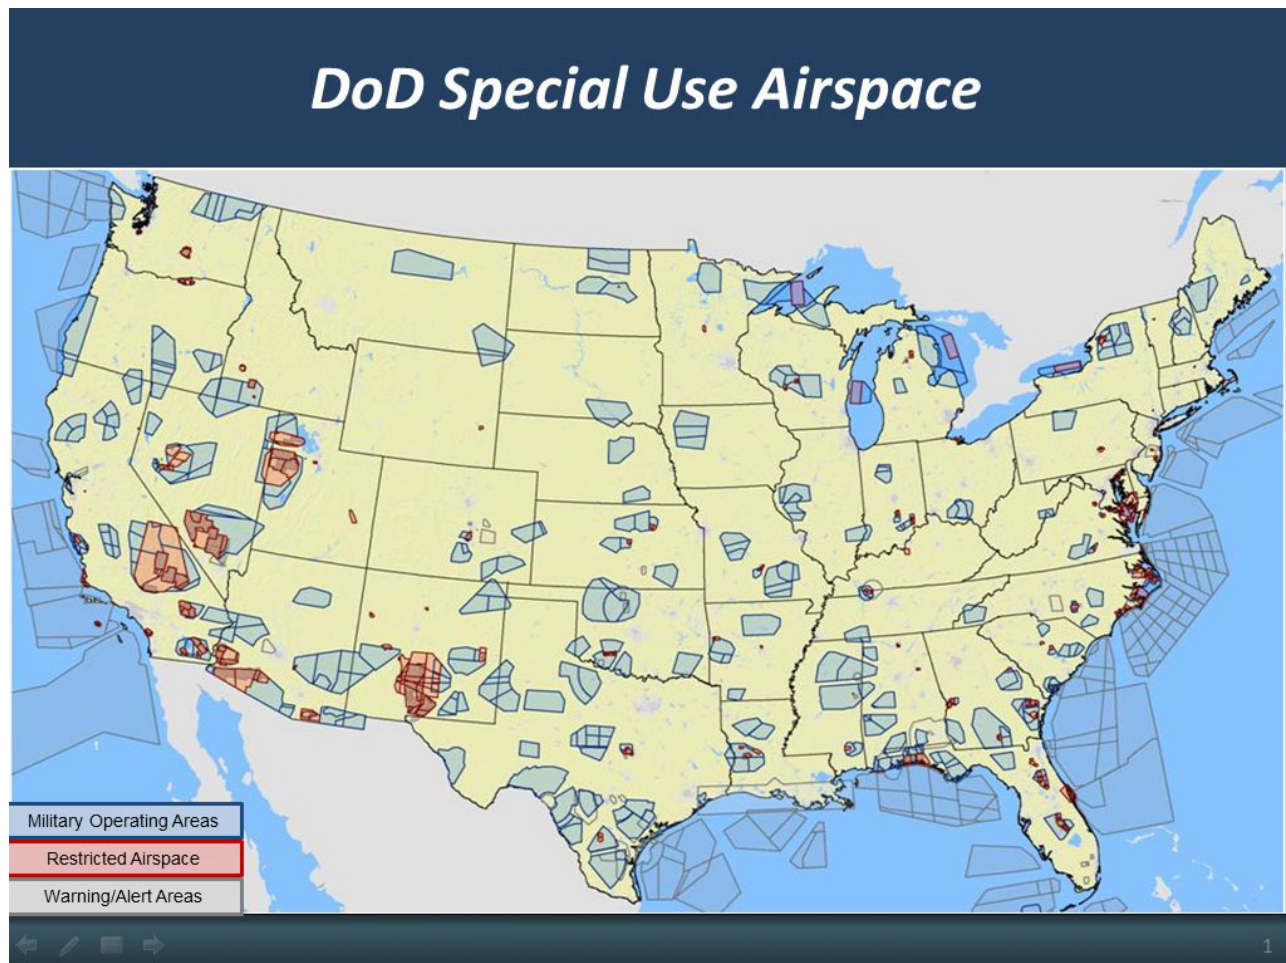 DoD Special Use Airspace
Military Operating Areas
Restricted Airspace
Warning/Alert Areas
1